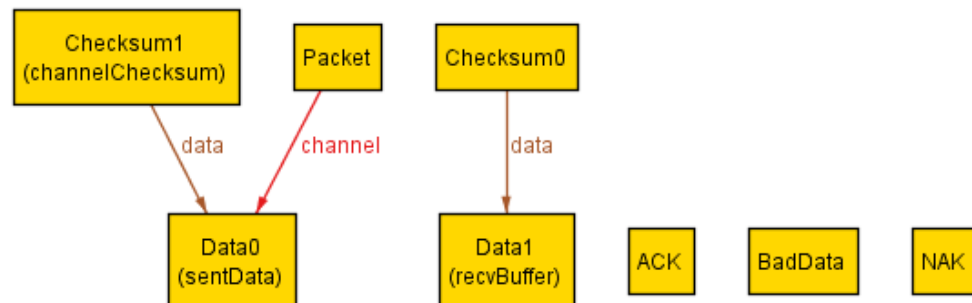 Checksum1
(channelChecksum)
Packet
Checksum0
data
channel
data
Data0
(sentData)
Data1
(recvBuffer)
ACK
BadData
NAK